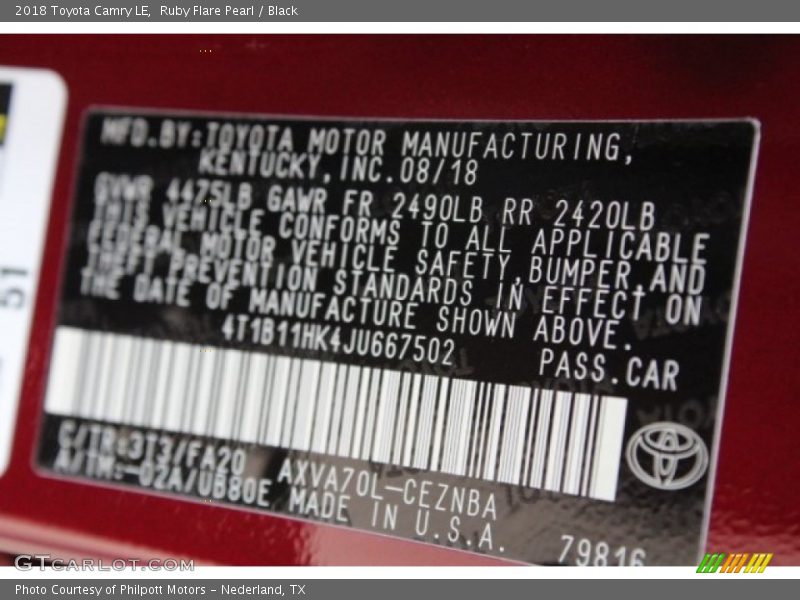 2018 Toyota Camry LE,  Ruby Flare Pearl / Black
MFD.BY:TOYOTA MOTOR MANUFACTURING,
KENTUCKY,INC.08/18
GVWR 4475LB GAWR FR 2490LB RR 2420LB
THIS VEHICLE CONFORMS TO ALL APPLICABLE
FEDERAL MOTOR VEHICLE SAFETY,BUMPER,AND
THEFT PREVENTION STANDARDS IN EFFECT ON
THE DATE OF MANUFACTURE SHOWN ABOVE.
4T1B11HK4JU667502
PASS.CAR
51
C/TR:3T3/FA20
AXVA70L-CEZNBA
A/TM:-02A/UB80E
MADE IN U.S.A.
79816
GTCARLOT.COM
Photo Courtesy of Philpott Motors - Nederland, TX